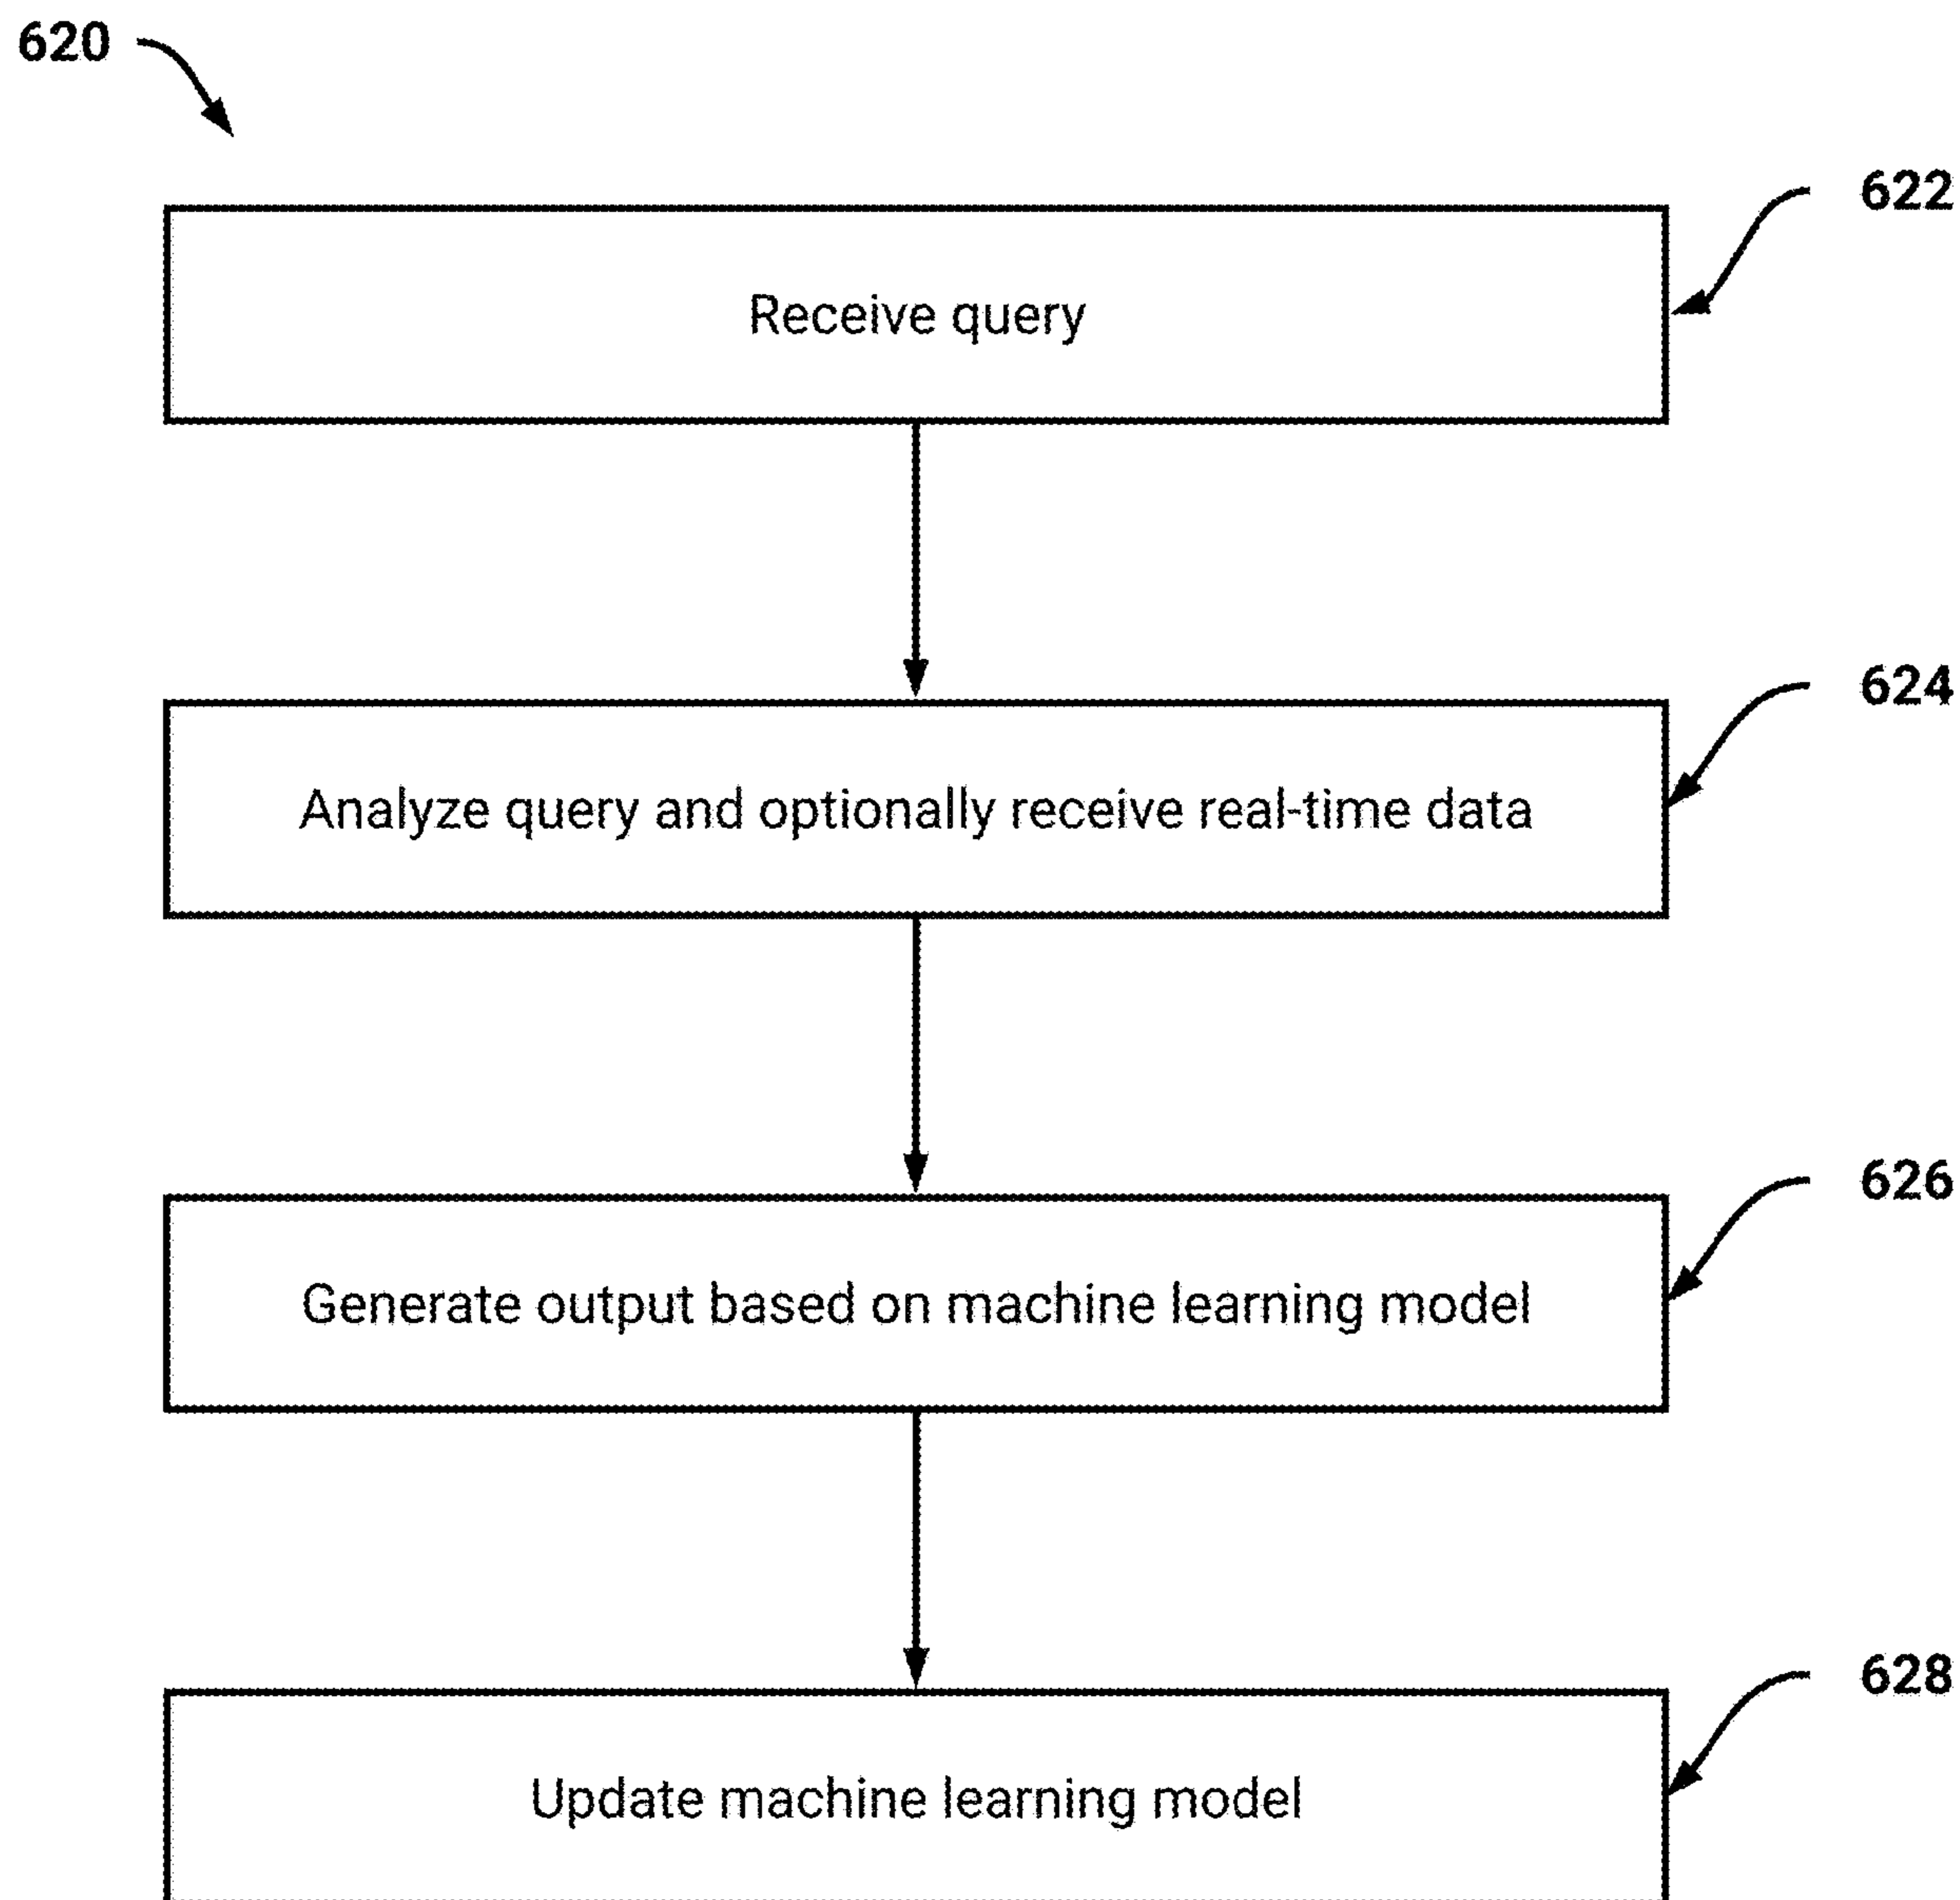 620
622
Receive query
624
Analyze query and optionally receive real-time data
626
Generate output based on machine learning model
628
Update machine learning model